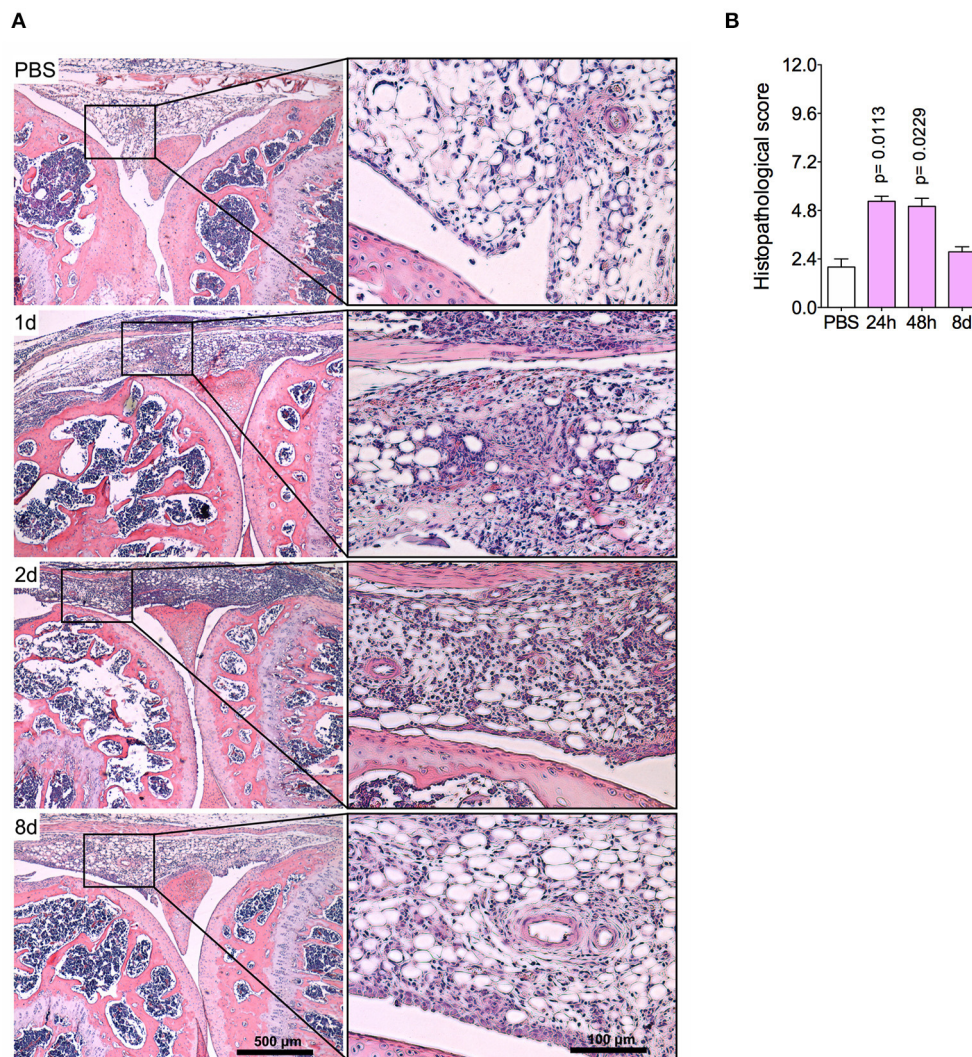 A
B
PBS
1d
2d
8d
500 µm
100 µm
Histopathological score
12.0
9.6
7.2
4.8
2.4
0.0
p= 0.0113
p= 0.0229
PBS 24h 48h 8d